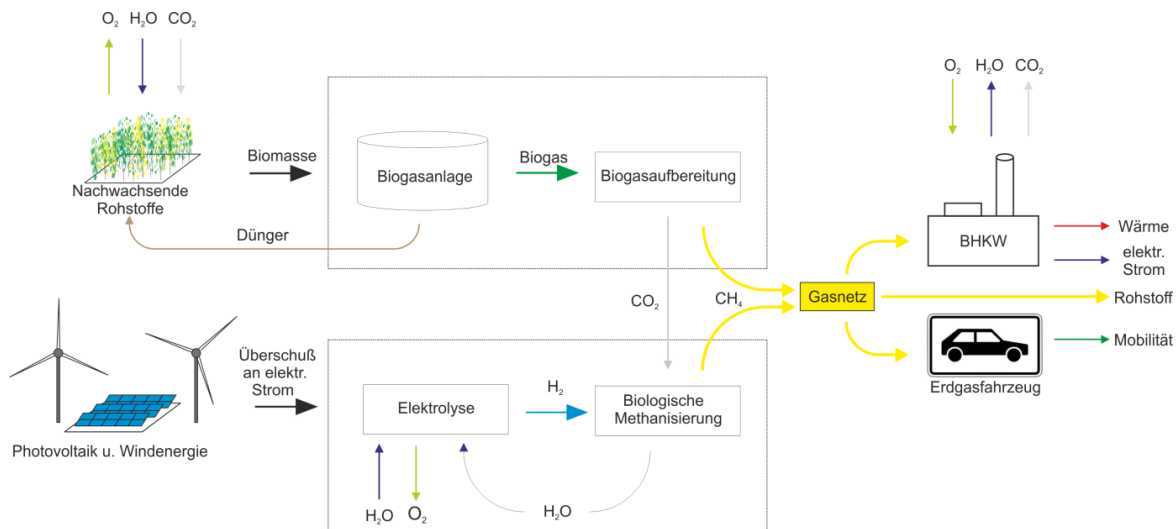 O₂ H₂O CO₂
Nachwachsende
Rohstoffe
Biomasse
Biogasanlage
Biogas
Biogasaufbereitung
Dünger
CO₂
CH₄
Gasnetz
O₂ H₂O CO₂
BHKW
Wärme
elektr.
Strom
Rohstoff
Mobilität
Erdgasfahrzeug
Photovoltaik u. Windenergie
Überschuß
an elektr.
Strom
Elektrolyse
H₂
Biologische
Methanisierung
H₂O O₂
H₂O